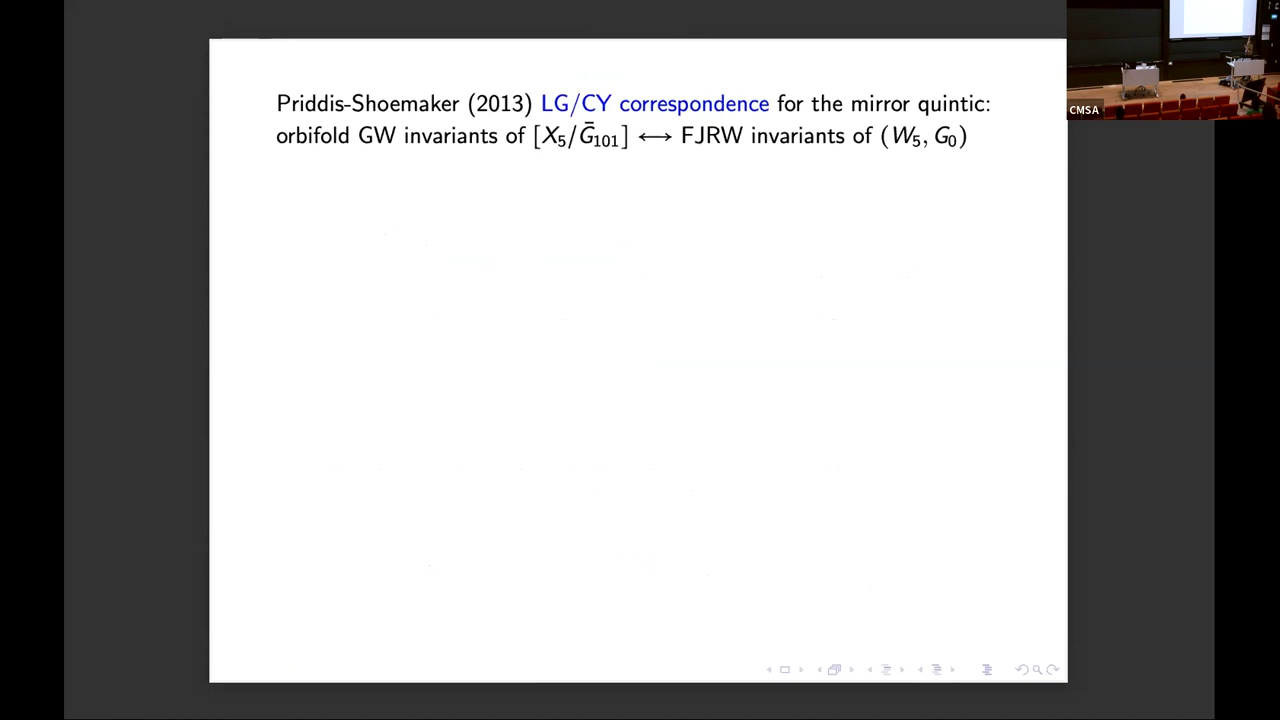 Priddis-Shoemaker (2013) LG/CY correspondence for the mirror quintic:
orbifold GW invariants of [X₅/Ḡ₁₀₁] ⟷ FJRW invariants of (W₅, G₀)
CMSA